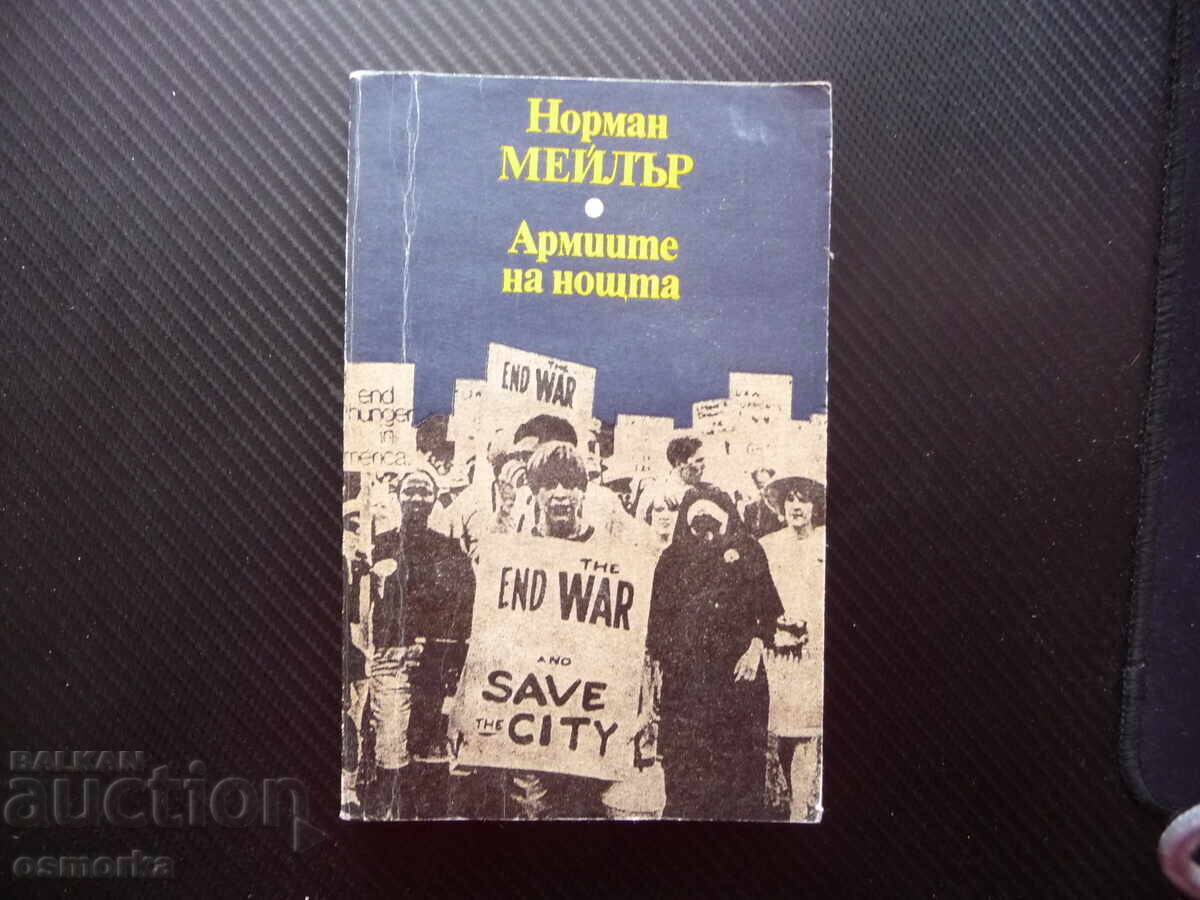 Норман
МЕЙЛЪР
Армиите
на нощта
THE
END WAR
end
hunger
in
merica.
THE
END WAR
AND
SAVE
THE CITY
BALKAN
auction
osmorka